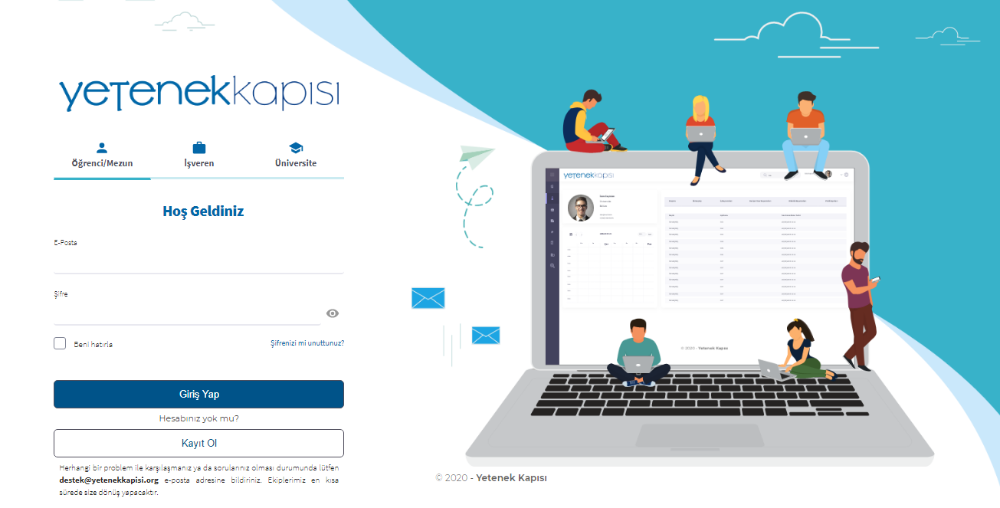 yetenekkapısı
Öğrenci/Mezun
İşveren
Üniversite
Hoş Geldiniz
E-Posta
Şifre
Beni hatırla
Şifrenizi mi unuttunuz?
Giriş Yap
Hesabınız yok mu?
Kayıt Ol
Herhangi bir problem ile karşılaşmanız ya da sorularınız olması durumunda lütfen
destek@yetenekkapisi.org e-posta adresine bildiriniz. Ekiplerimiz en kısa
sürede size dönüş yapacaktır.
yetenekkapısı
© 2020 - Yetenek Kapısı
© 2020 - Yetenek Kapısı